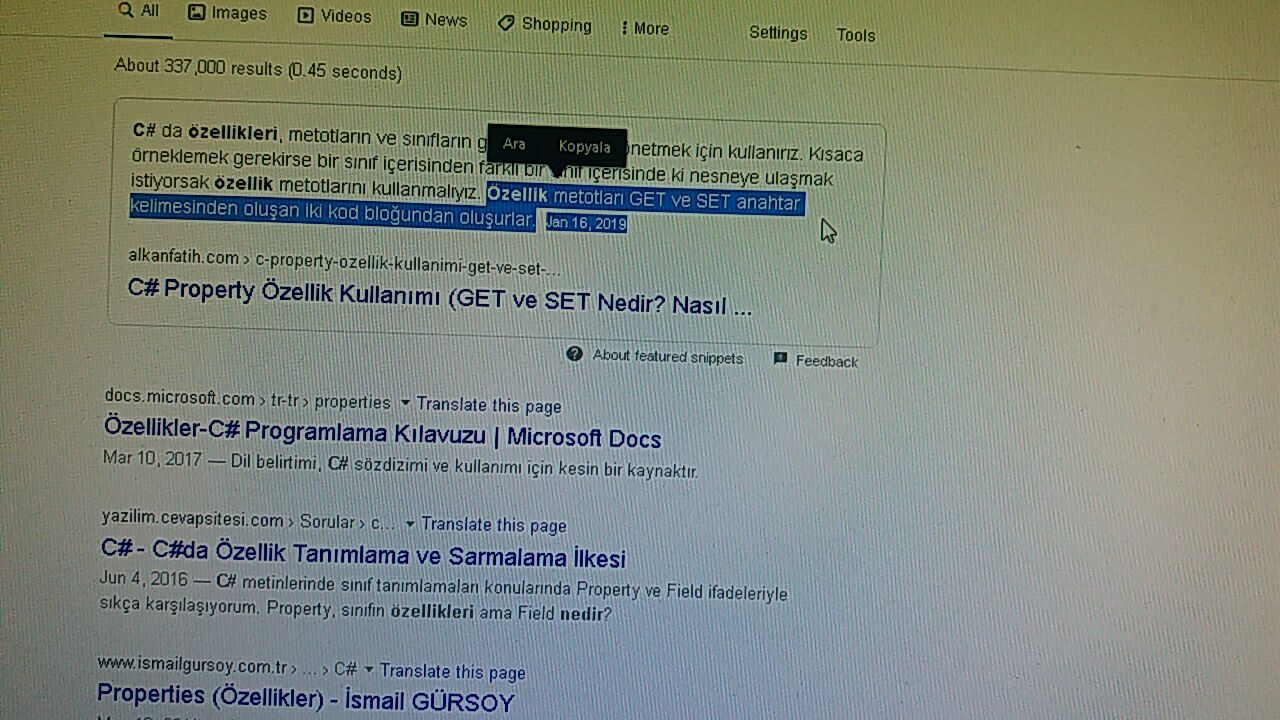 All Images Videos News Shopping More Settings Tools
About 337,000 results (0.45 seconds)
Ara Kopyala
C# da özellikleri, metotların ve sınıfların g netmek için kullanırız. Kısaca
örneklemek gerekirse bir sınıf içerisinden farklı bir sınıf içerisinde ki nesneye ulaşmak
istiyorsak özellik metotlarını kullanmalıyız. Özellik metotları GET ve SET anahtar
kelimesinden oluşan iki kod bloğundan oluşurlar. Jan 16, 2019
alkanfatih.com › c-property-ozellik-kullanimi-get-ve-set-...
C# Property Özellik Kullanımı (GET ve SET Nedir? Nasıl ...
About featured snippets Feedback
docs.microsoft.com › tr-tr › properties Translate this page
Özellikler-C# Programlama Kılavuzu | Microsoft Docs
Mar 10, 2017 — Dil belirtimi, C# sözdizimi ve kullanımı için kesin bir kaynaktır.
yazilim.cevapsitesi.com › Sorular › c... Translate this page
C# - C#da Özellik Tanımlama ve Sarmalama İlkesi
Jun 4, 2016 — C# metinlerinde sınıf tanımlamaları konularında Property ve Field ifadeleriyle
sıkça karşılaşıyorum. Property, sınıfın özellikleri ama Field nedir?
www.ismailgursoy.com.tr › ... › C# Translate this page
Properties (Özellikler) - İsmail GÜRSOY